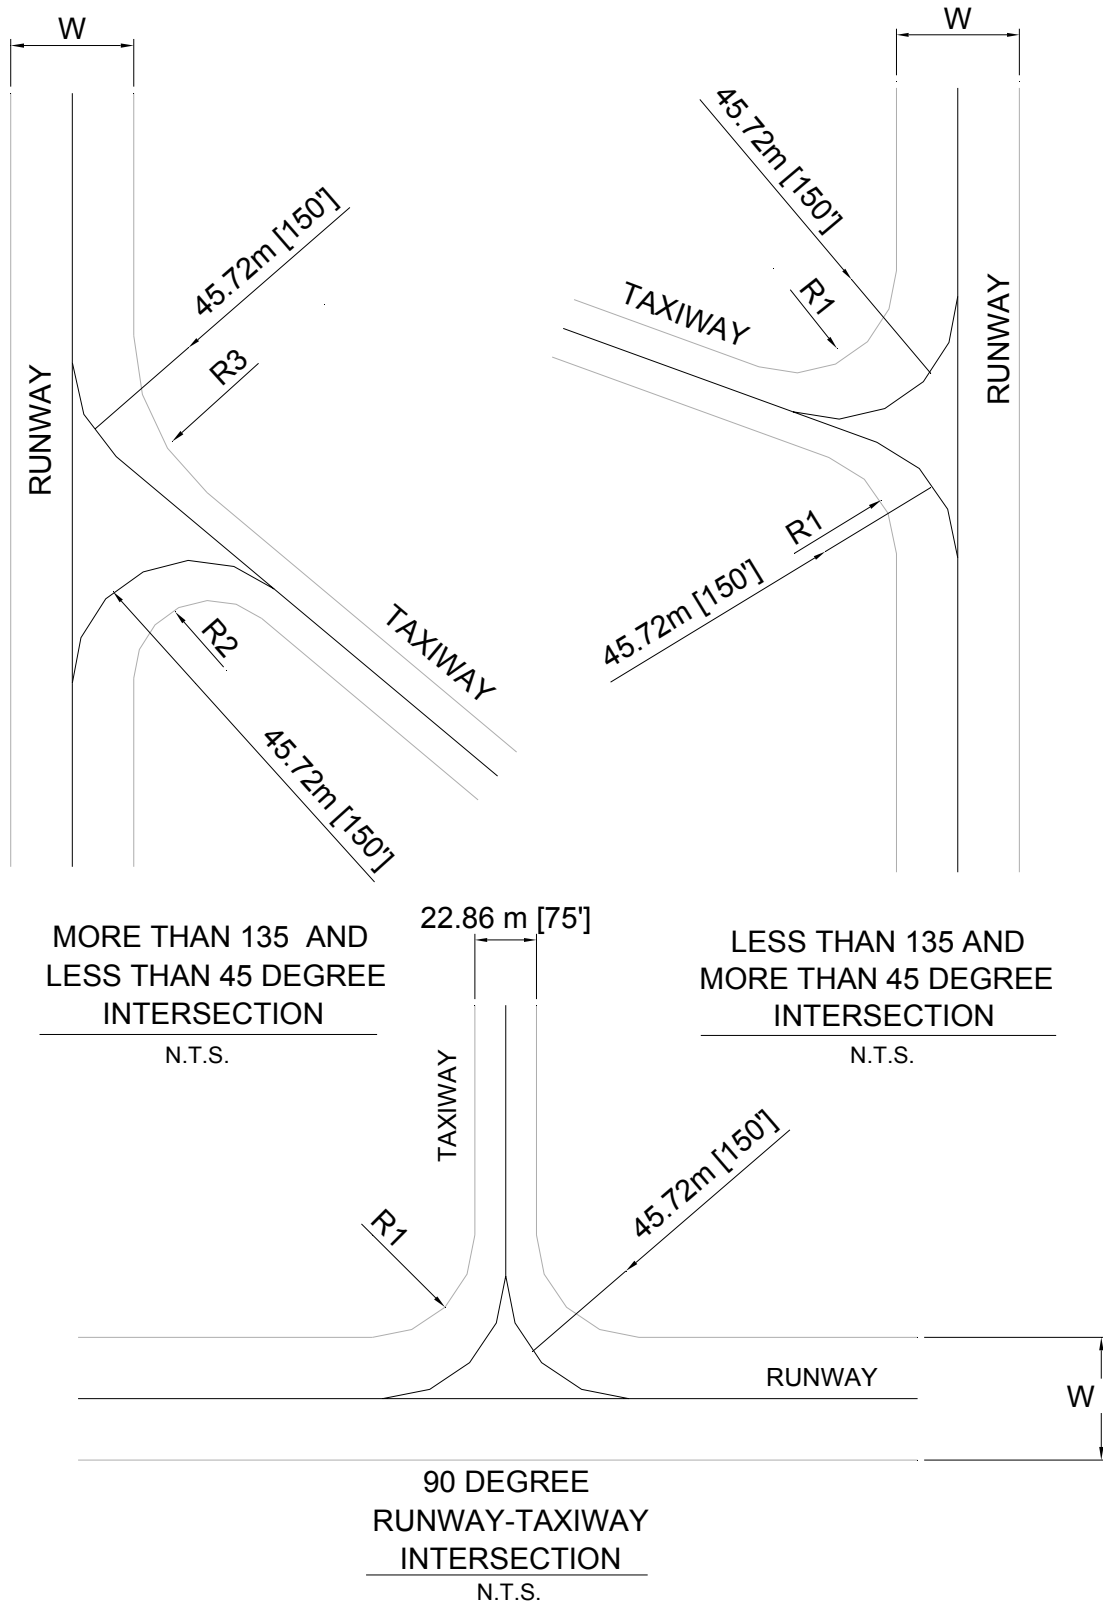 W
45.72m [150']
R3
RUNWAY
R2
TAXIWAY
45.72m [150']
MORE THAN 135 AND
LESS THAN 45 DEGREE
INTERSECTION
N.T.S.
W
45.72m [150']
R1
TAXIWAY
RUNWAY
R1
45.72m [150']
LESS THAN 135 AND
MORE THAN 45 DEGREE
INTERSECTION
N.T.S.
22.86 m [75']
TAXIWAY
R1
45.72m [150']
RUNWAY
W
90 DEGREE
RUNWAY-TAXIWAY
INTERSECTION
N.T.S.